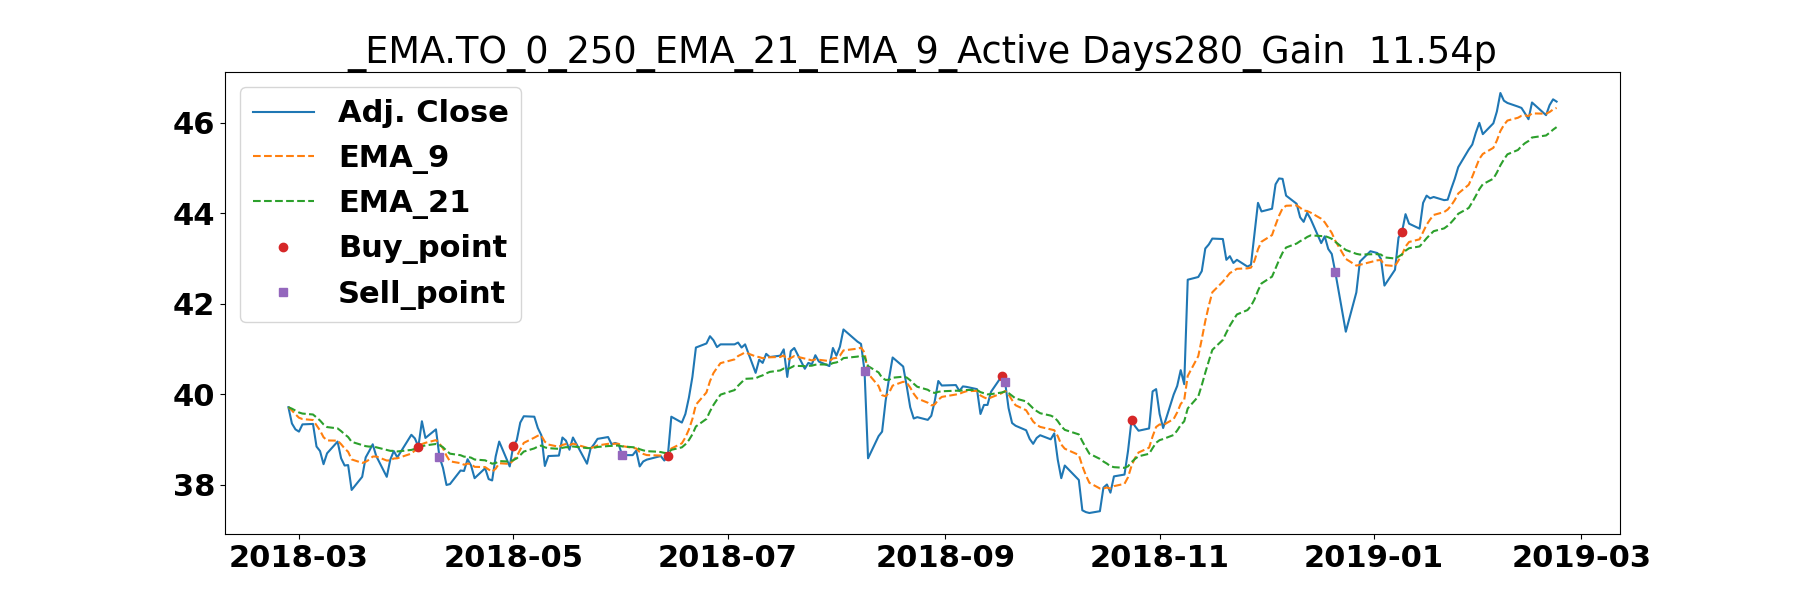 _EMA.TO_0_250_EMA_21_EMA_9_Active Days280_Gain  11.54p
Adj. Close
EMA_9
EMA_21
Buy_point
Sell_point
46
44
42
40
38
2018-03 2018-05 2018-07 2018-09 2018-11 2019-01 2019-03